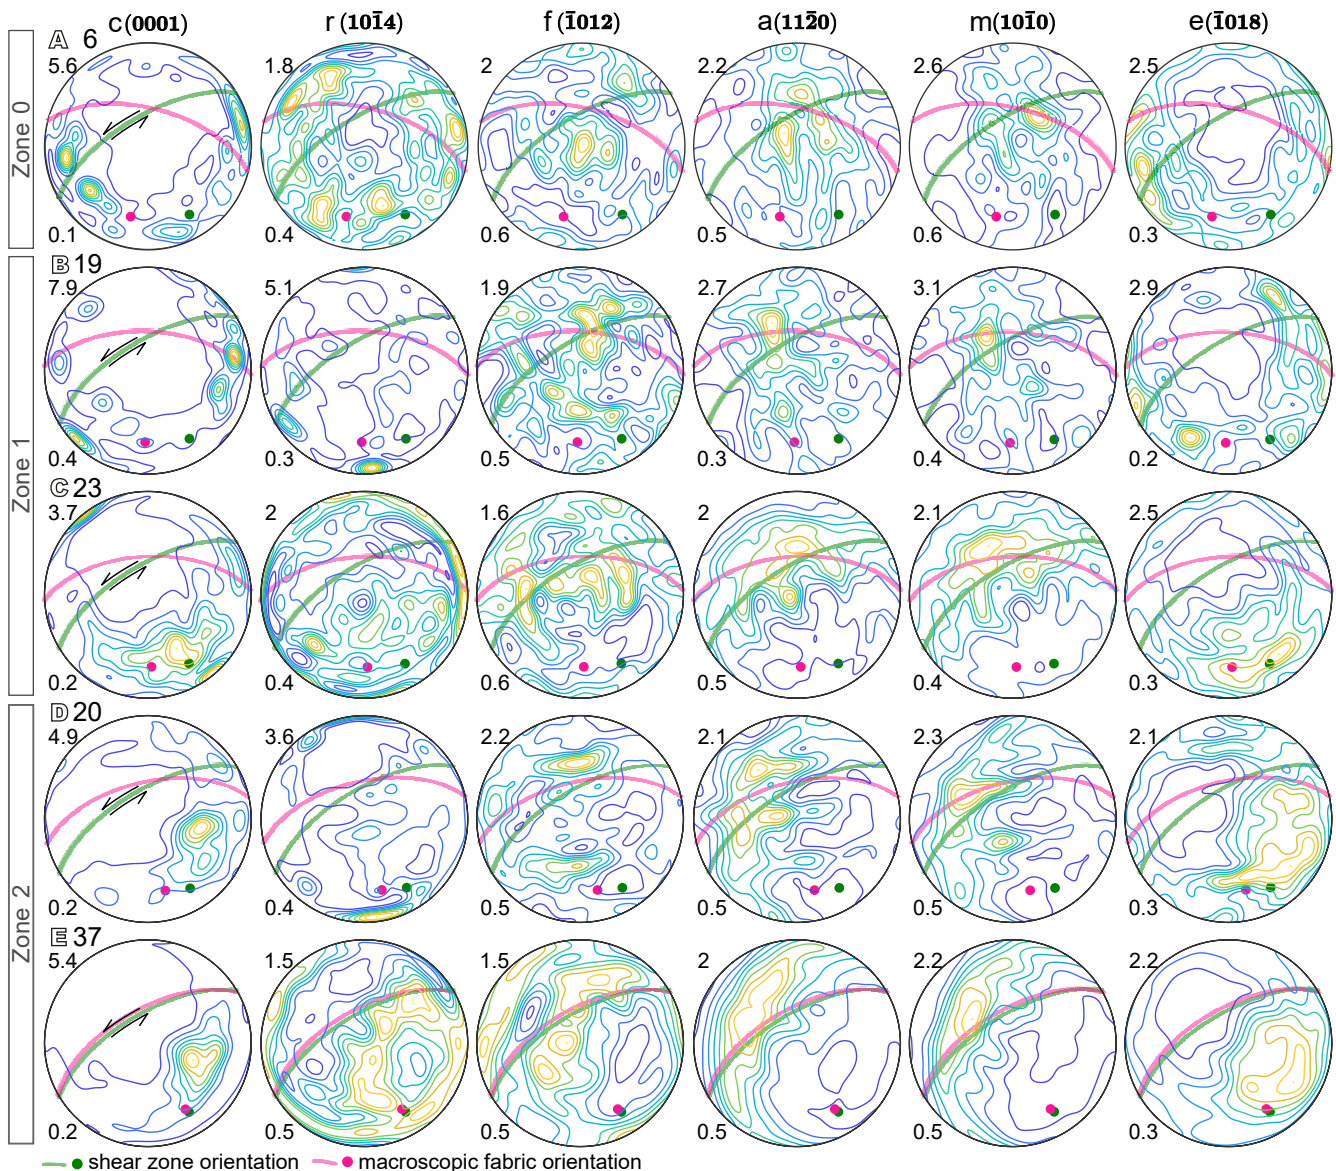 c(0001) r(101̄4) f(1̄012) a(112̄0) m(101̄0) e(1̄018)
Zone 0
A 6
5.6 1.8 2 2.2 2.6 2.5
0.1 0.4 0.6 0.5 0.6 0.3
Zone 1
B 19
7.9 5.1 1.9 2.7 3.1 2.9
0.4 0.3 0.5 0.3 0.4 0.2
C 23
3.7 2 1.6 2 2.1 2.5
0.2 0.4 0.6 0.5 0.4 0.3
Zone 2
D 20
4.9 3.6 2.2 2.1 2.3 2.1
0.2 0.4 0.5 0.5 0.5 0.3
E 37
5.4 1.5 1.5 2 2.2 2.2
0.2 0.5 0.5 0.5 0.5 0.3
shear zone orientation macroscopic fabric orientation